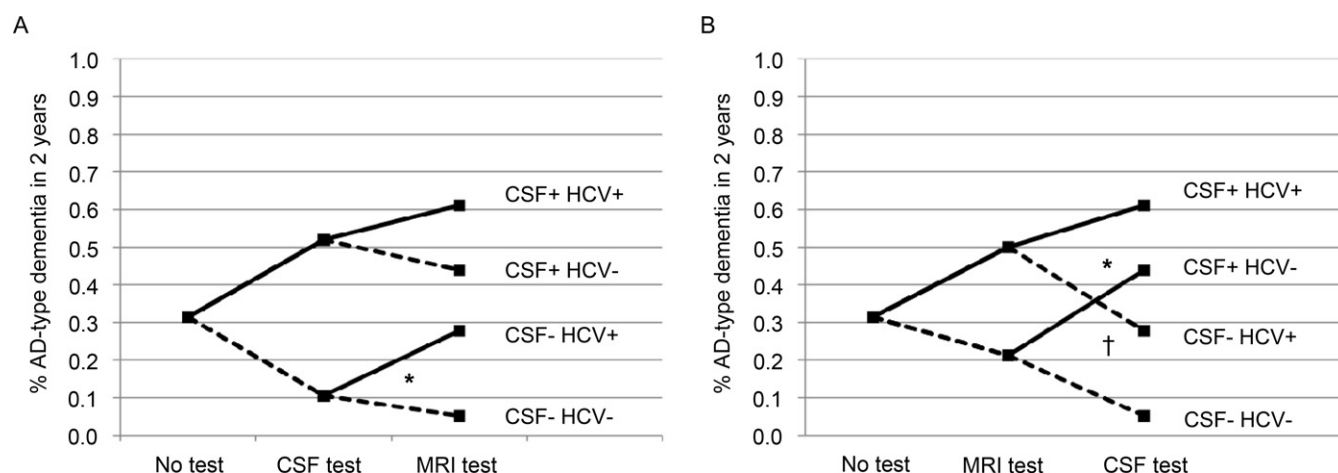 A
% AD-type dementia in 2 years
1.0
0.9
0.8
0.7
0.6
0.5
0.4
0.3
0.2
0.1
0.0
CSF+ HCV+
CSF+ HCV-
CSF- HCV+
*
CSF- HCV-
No test
CSF test
MRI test
B
% AD-type dementia in 2 years
1.0
0.9
0.8
0.7
0.6
0.5
0.4
0.3
0.2
0.1
0.0
CSF+ HCV+
*
CSF+ HCV-
CSF- HCV+
†
CSF- HCV-
No test
MRI test
CSF test